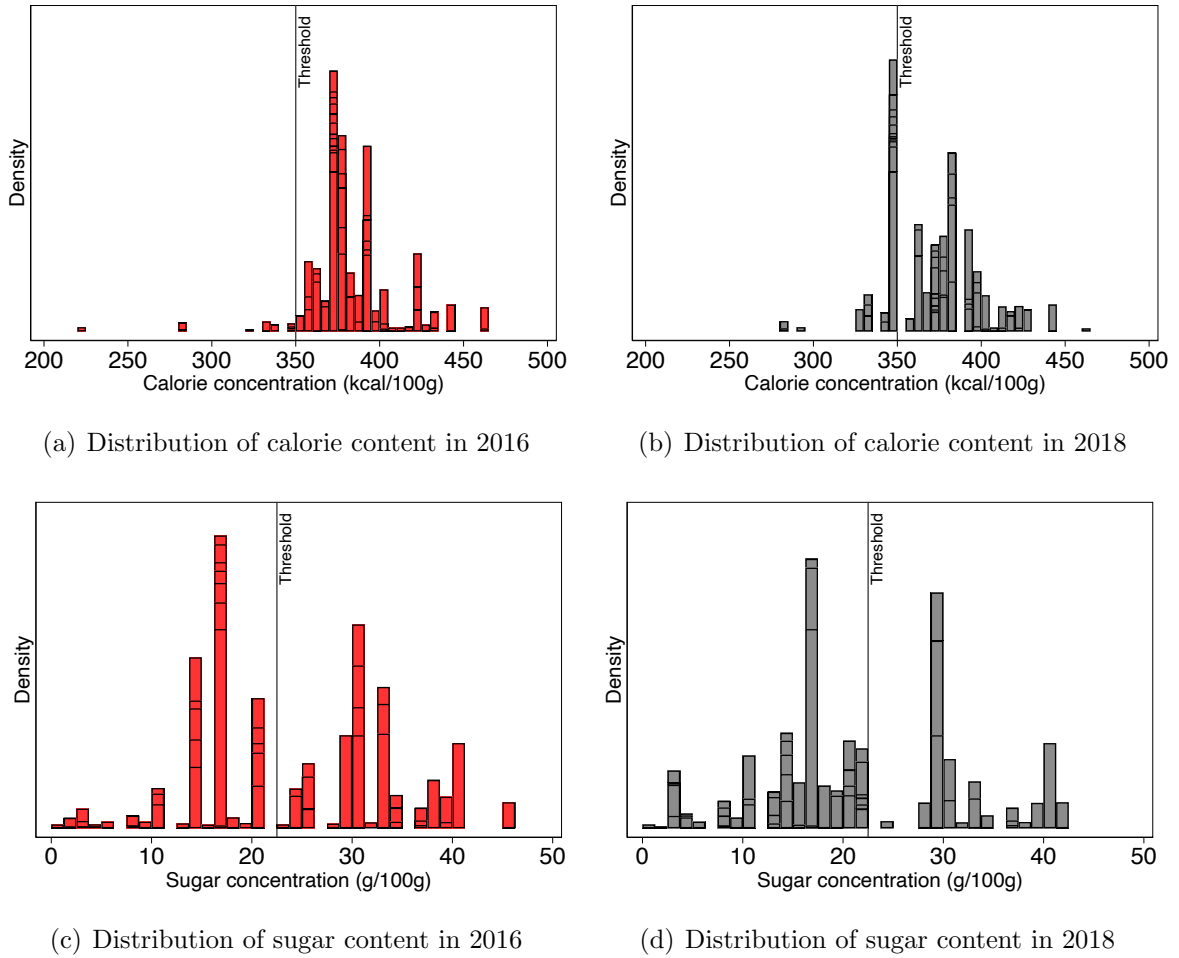 Threshold
Density
200 250 300 350 400 450 500
Calorie concentration (kcal/100g)
(a) Distribution of calorie content in 2016
Threshold
Density
200 250 300 350 400 450 500
Calorie concentration (kcal/100g)
(b) Distribution of calorie content in 2018
Threshold
Density
0 10 20 30 40 50
Sugar concentration (g/100g)
(c) Distribution of sugar content in 2016
Threshold
Density
0 10 20 30 40 50
Sugar concentration (g/100g)
(d) Distribution of sugar content in 2018